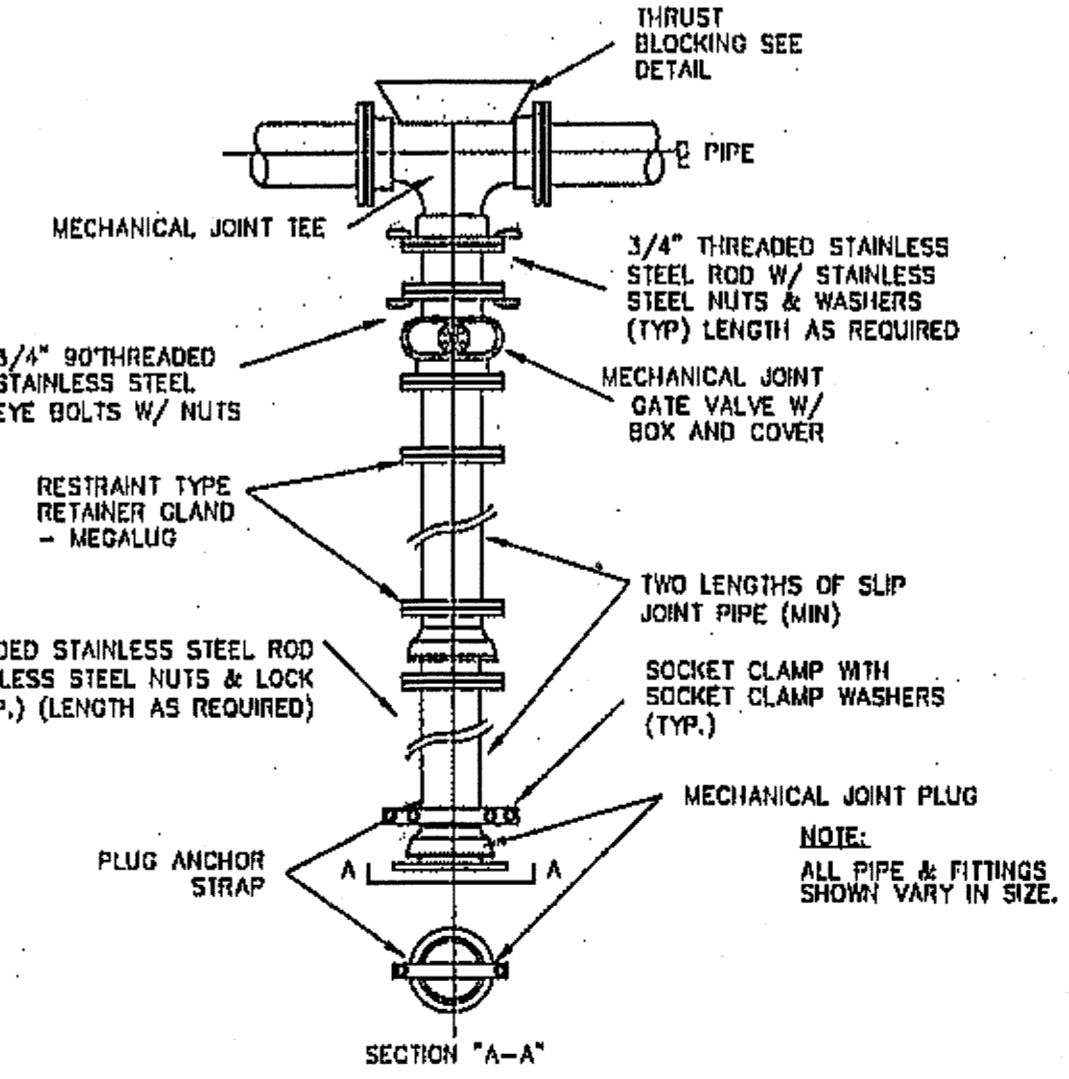 THRUST
BLOCKING SEE
DETAIL
PIPE
MECHANICAL JOINT TEE
3/4" THREADED STAINLESS
STEEL ROD W/ STAINLESS
STEEL NUTS & WASHERS
(TYP) LENGTH AS REQUIRED
3/4" 90°THREADED
STAINLESS STEEL
EYE BOLTS W/ NUTS
MECHANICAL JOINT
GATE VALVE W/
BOX AND COVER
RESTRAINT TYPE
RETAINER GLAND
- MEGALUG
TWO LENGTHS OF SLIP
JOINT PIPE (MIN)
DED STAINLESS STEEL ROD
LESS STEEL NUTS & LOCK
P.) (LENGTH AS REQUIRED)
SOCKET CLAMP WITH
SOCKET CLAMP WASHERS
(TYP.)
MECHANICAL JOINT PLUG
NOTE:
ALL PIPE & FITTINGS
SHOWN VARY IN SIZE.
PLUG ANCHOR
STRAP
A A
SECTION "A-A"